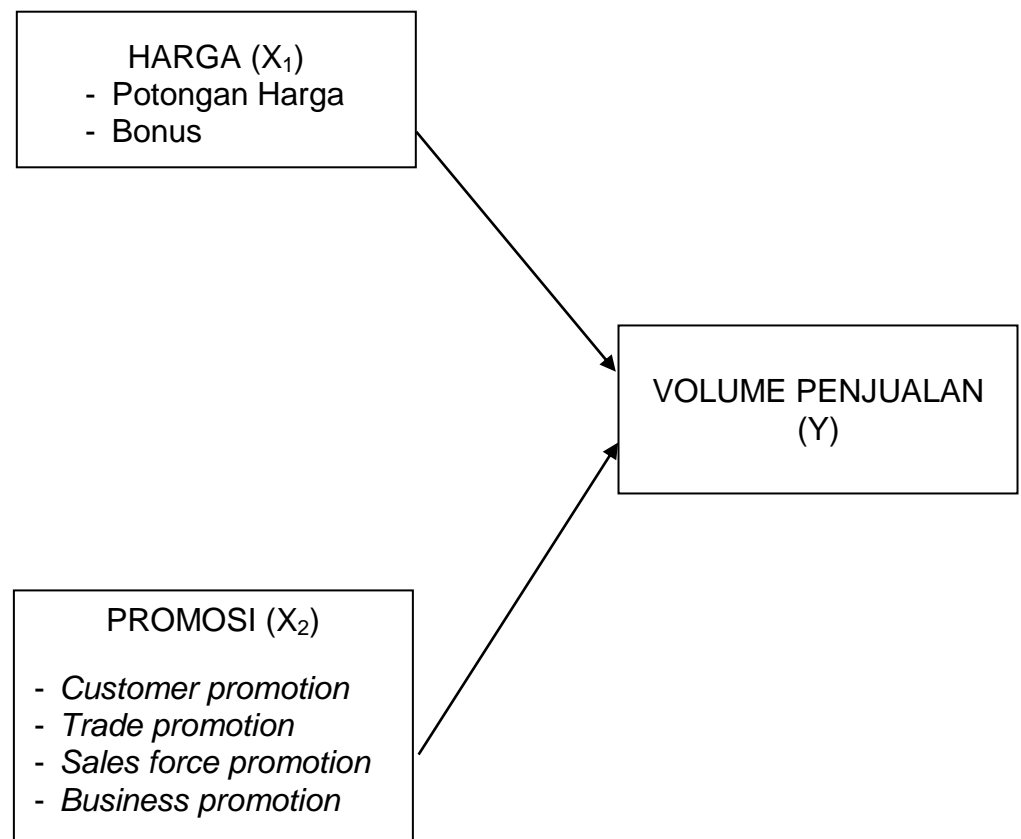 HARGA (X₁)
- Potongan Harga
- Bonus
VOLUME PENJUALAN
(Y)
PROMOSI (X₂)
- Customer promotion
- Trade promotion
- Sales force promotion
- Business promotion